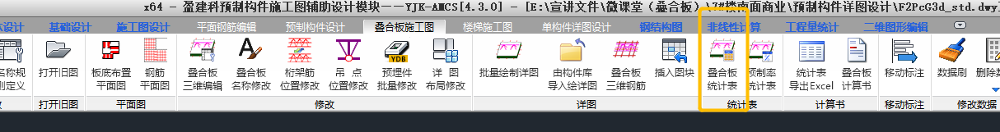 x64 - 盈建科预制构件施工图辅助设计模块——YJK-AMCS[4.3.0] - [E:\宣讲文件\微课堂（叠合板）\7#楼南面商业\预制构件详图设计\F2PcG3d_std.dwy]
设计 基础设计 施工图设计 平面钢筋编辑 预制构件设计 叠合板施工图 楼梯施工图 单构件详图设计 钢结构图 非线性计算 工程量统计 二维图形编辑
名称规 打开旧图 板底布置 钢筋 叠合板 叠合板 桁架筋 吊 点 预埋件 详 图 批量绘制详图 由构件库 叠合板 插入图块 叠合板 预制率 统计表 叠合板 移动标注 数据刷 删除数
则定义 平面图 平面图 三维编辑 名称修改 位置修改 位置修改 批量修改 布局修改 导入绘详图 三维钢筋 统计表 统计表 导出Excel 计算书
改 打开旧图 平面图 修改 详图 统计表 计算书 移动标注 修改数据